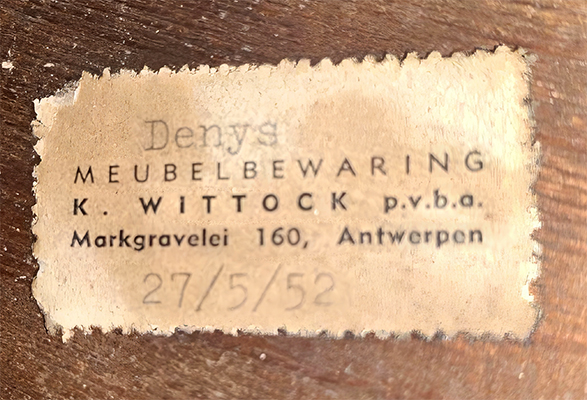 Denys
MEUBELBEWARING
K. WITTOCK p.v.b.a.
Markgravelei 160, Antwerpen
27/5/52